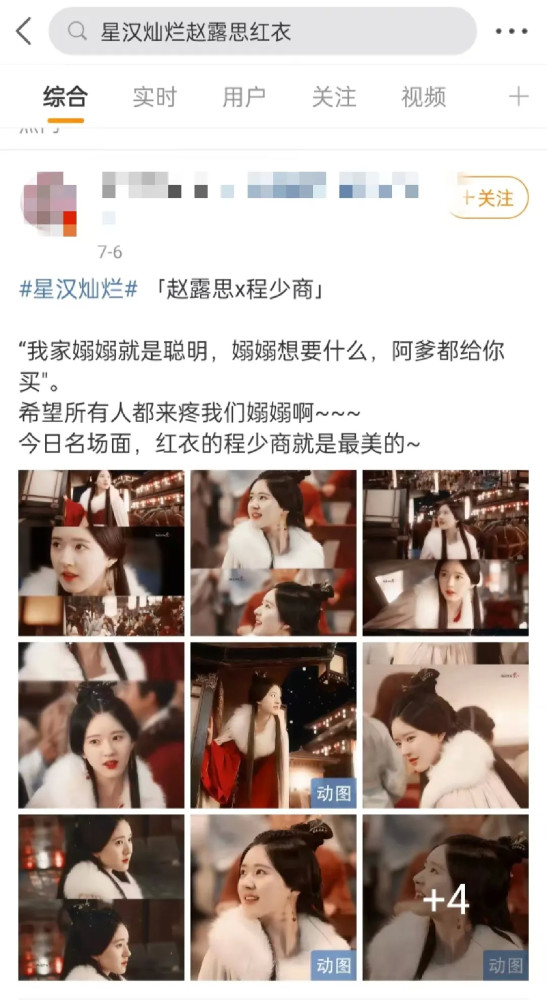 星汉灿烂赵露思红衣
综合 实时 用户 关注 视频
+关注
7-6
#星汉灿烂# 「赵露思x程少商」
“我家嫋嫋就是聪明，嫋嫋想要什么，阿爹都给你
买"。
希望所有人都来疼我们嫋嫋啊~~~
今日名场面，红衣的程少商就是最美的~
动图
动图
+4
动图